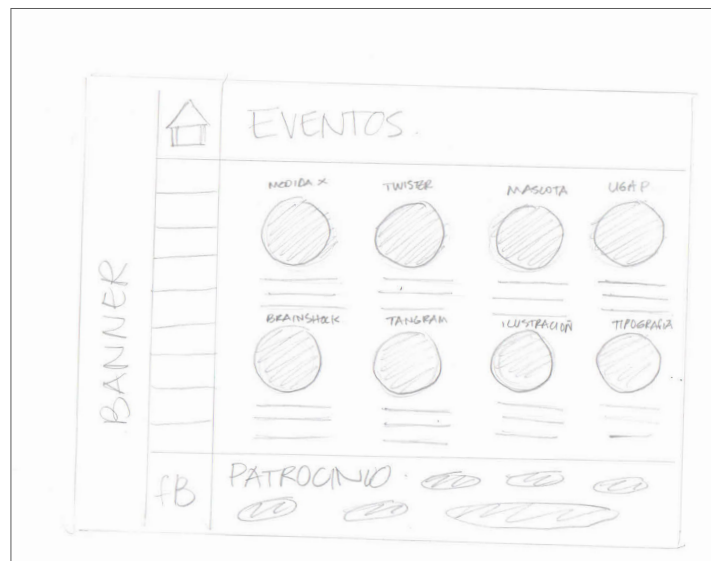 BANNER
EVENTOS.
MEDIDA X TWISTER MASCOTA LIGA P
BRAINSHOCK TANGRAM ILUSTRACIÓN TIPOGRAFIA
fB
PATROCINIO.